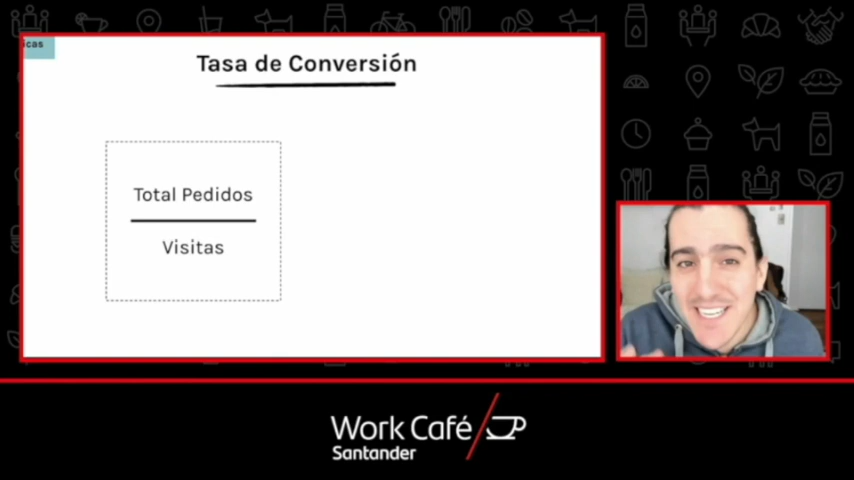 icas
Tasa de Conversión
Total Pedidos
Visitas
Work Café
Santander